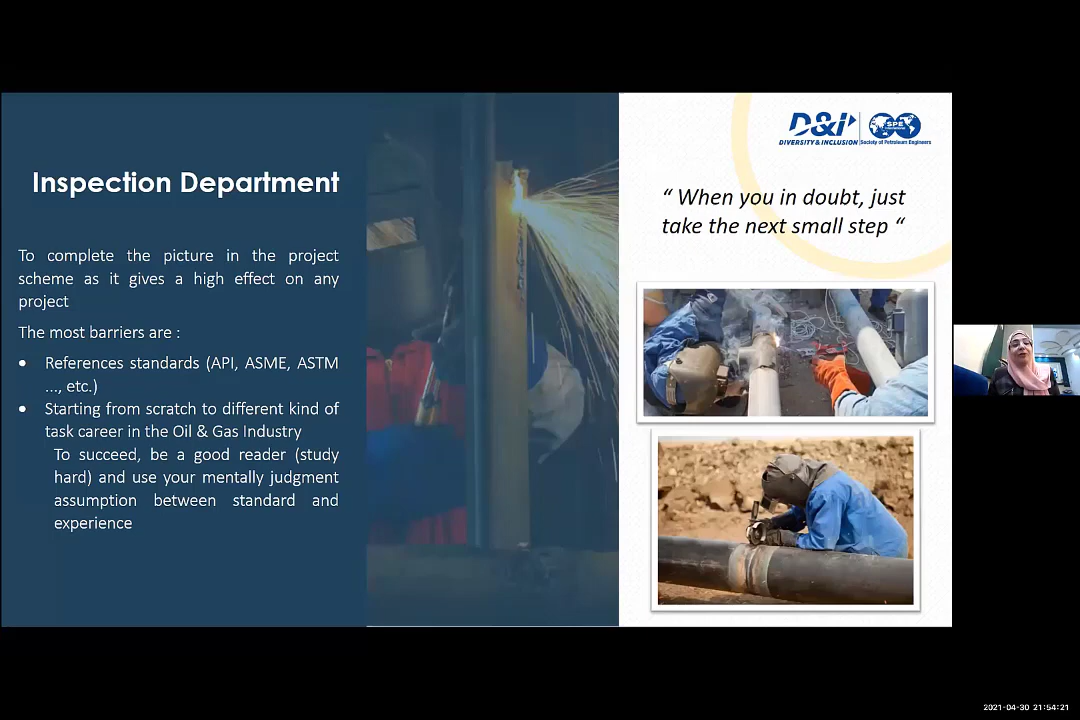 Inspection Department
To complete the picture in the project
scheme as it gives a high effect on any
project
The most barriers are :
• References standards (API, ASME, ASTM
..., etc.)
• Starting from scratch to different kind of
task career in the Oil & Gas Industry
To succeed, be a good reader (study
hard) and use your mentally judgment
assumption between standard and
experience
D&I
DIVERSITY & INCLUSION
SPE
International
Society of Petroleum Engineers
“ When you in doubt, just
take the next small step “
2021-04-30 21:54:21